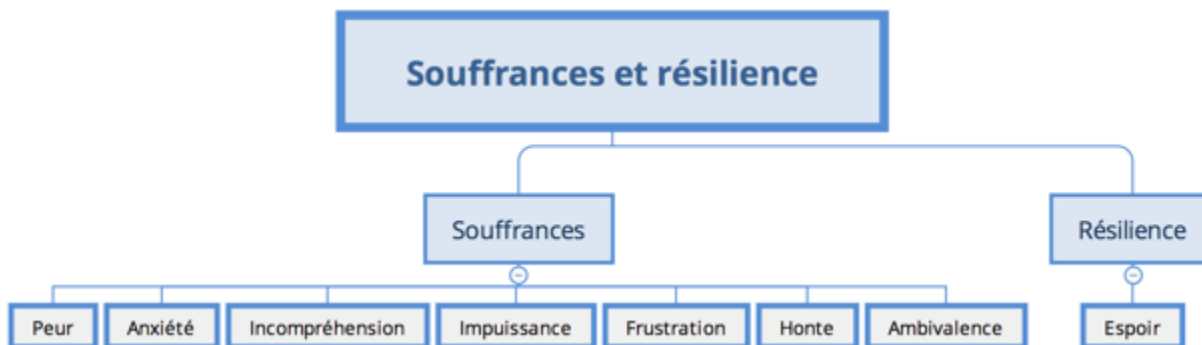 Souffrances et résilience
Souffrances
Résilience
Peur
Anxiété
Incompréhension
Impuissance
Frustration
Honte
Ambivalence
Espoir